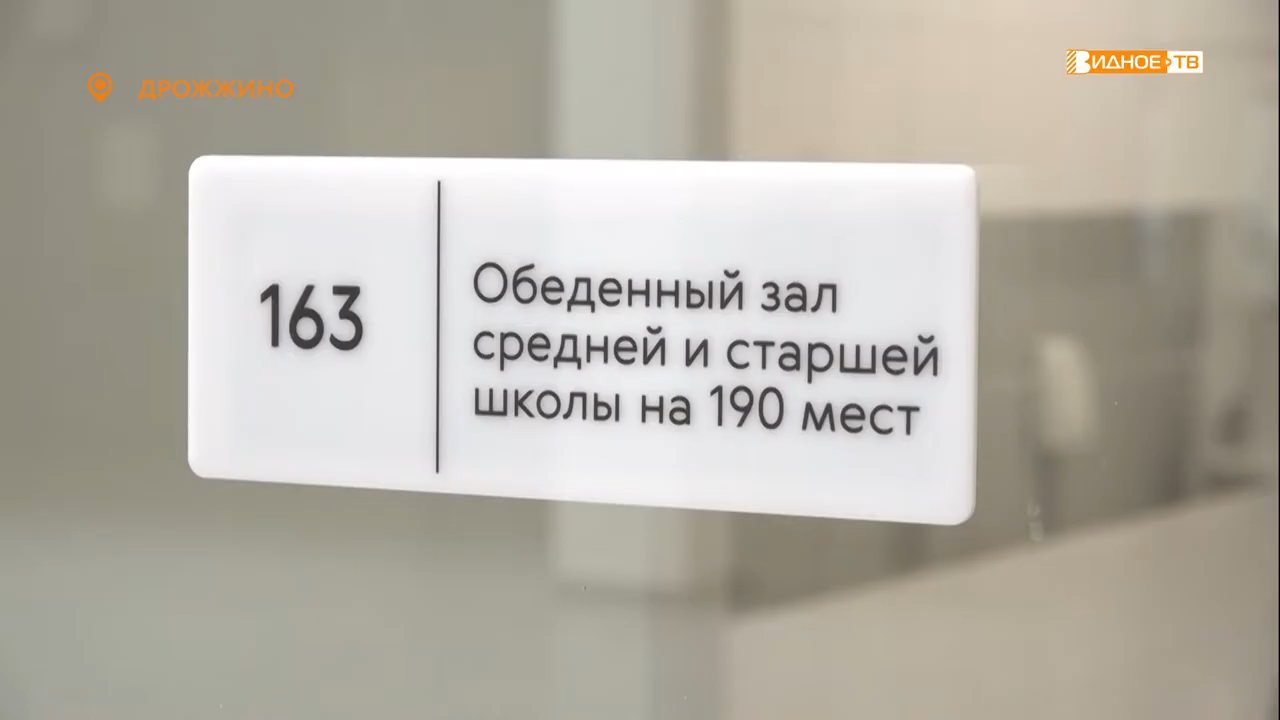 ДРОЖЖИНО
ВИДНОЕ ТВ
163
Обеденный зал
средней и старшей
школы на 190 мест